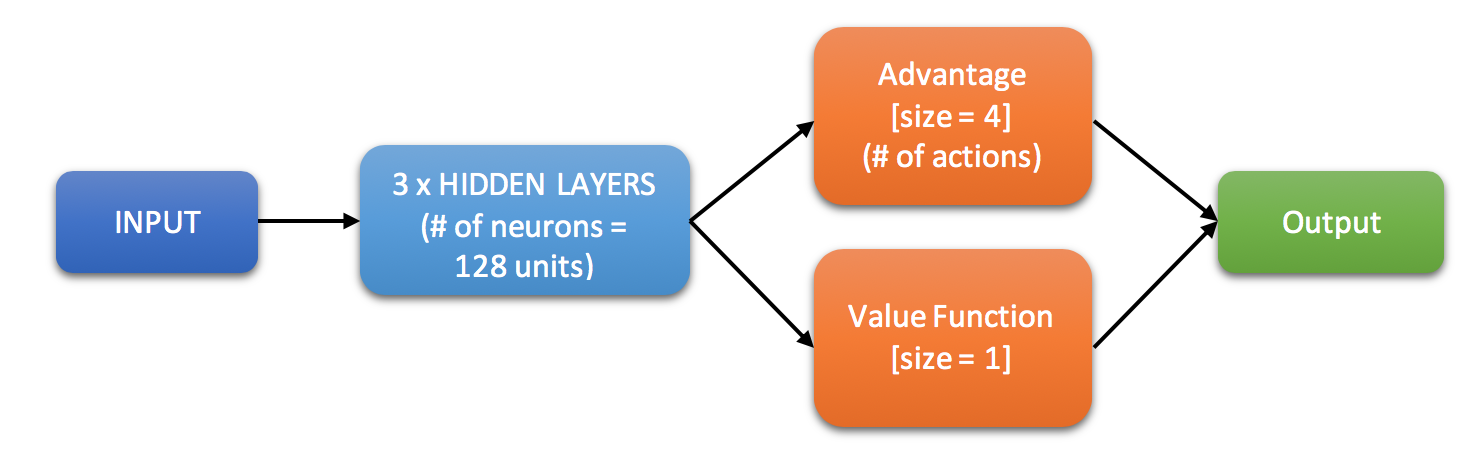 INPUT
3 x HIDDEN LAYERS
(# of neurons =
128 units)
Advantage
[size = 4]
(# of actions)
Value Function
[size = 1]
Output